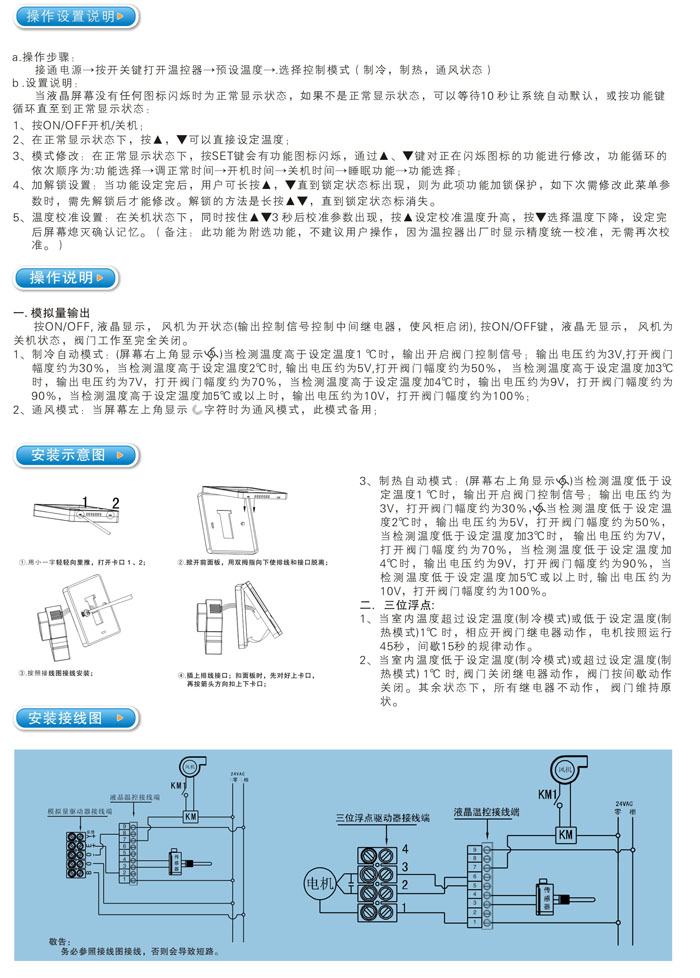 操作设置说明
a.操作步骤：
接通电源→按开关键打开温控器→预设温度→.选择控制模式（制冷，制热，通风状态）
b.设置说明：
当液晶屏幕没有任何图标闪烁时为正常显示状态，如果不是正常显示状态，可以等待10秒让系统自动默认，或按功能键
循环直至到正常显示状态：
1、按ON/OFF开机/关机；
2、在正常显示状态下，按▲，▼可以直接设定温度；
3、模式修改：在正常显示状态下，按SET键会有功能图标闪烁，通过▲、▼键对正在闪烁图标的功能进行修改，功能循环的
依次顺序为:功能选择→调正常时间→开机时间→关机时间→睡眠功能→功能选择；
4、加解锁设置：当功能设定完后，用户可长按▲，▼直到锁定状态标出现，则为此项功能加锁保护，如下次需修改此菜单参
数时，需先解锁后才能修改。解锁的方法是长按▲▼，直到锁定状态标消失。
5、温度校准设置：在关机状态下，同时按住▲▼3秒后校准参数出现，按▲设定校准温度升高，按▼选择温度下降，设定完
后屏幕熄灭确认记忆。（备注：此功能为附选功能，不建议用户操作，因为温控器出厂时显示精度统一校准，无需再次校
准。）
操作说明
一. 模拟量输出
按ON/OFF, 液晶显示， 风机为开状态(输出控制信号控制中间继电器，使风柜启闭), 按ON/OFF键，液晶无显示， 风机为
关机状态，阀门工作至完全关闭。
1、制冷自动模式：(屏幕右上角显示)当检测温度高于设定温度1 ℃时，输出开启阀门控制信号；输出电压约为3V,打开阀门
幅度约为30%，当检测温度高于设定温度2℃时, 输出电压约为5V,打开阀门幅度约为50%， 当检测温度高于设定温度加3℃
时，输出电压约为7V，打开阀门幅度约为70%，当检测温度高于设定温度加4℃时，输出电压约为9V，打开阀门幅度约为
90%，当检测温度高于设定温度加5℃或以上时，输出电压约为10V，打开阀门幅度约为100%；
2、通风模式：当屏幕左上角显示 字符时为通风模式，此模式备用；
安装示意图
1 2
①.用小一字轻轻向里推，打开卡口 1、2；
②.掀开前面板，用双拇指向下使排线和接口脱离；
③.按照接线图接线安装；
④.插上排线接口；扣面板时，先对好上卡口，
再按箭头方向扣上下卡口；
3、制热自动模式：(屏幕右上角显示)当检测温度低于设
定温度1 ℃时，输出开启阀门控制信号；输出电压约为
3V，打开阀门幅度约为30%，当检测温度低于设定温
度2℃时，输出电压约为5V，打开阀门幅度约为50%，
当检测温度低于设定温度加3℃时， 输出电压约为7V，
打开阀门幅度约为70%，当检测温度低于设定温度加
4℃时，输出电压约为9V，打开阀门幅度约为90%，当
检测温度低于设定温度加5℃或以上时, 输出电压约为
10V，打开阀门幅度约为100%。
二. 三位浮点:
1、当室内温度超过设定温度(制冷模式)或低于设定温度(制
热模式)1℃ 时，相应开阀门继电器动作，电机按照运行
45秒，间歇15秒的规律动作。
2、当室内温度低于设定温度(制冷模式)或超过设定温度(制
热模式) 1℃ 时, 阀门关闭继电器动作，阀门按间歇动作
关闭。其余状态下，所有继电器不动作， 阀门维持原
状。
安装接线图
风机
KM1
24VAC
零 相
液晶温控接线端
模拟量驱动器接线端
KM
9
8
7
6
5
4
3
2
1
传感器
敬告：
务必参照接线图接线，否则会导致短路。
风机
KM1
24VAC
零 相
三位浮点驱动器接线端
液晶温控接线端
KM
电机
4
3
2
1
9
8
7
6
5
4
3
2
1
传感器